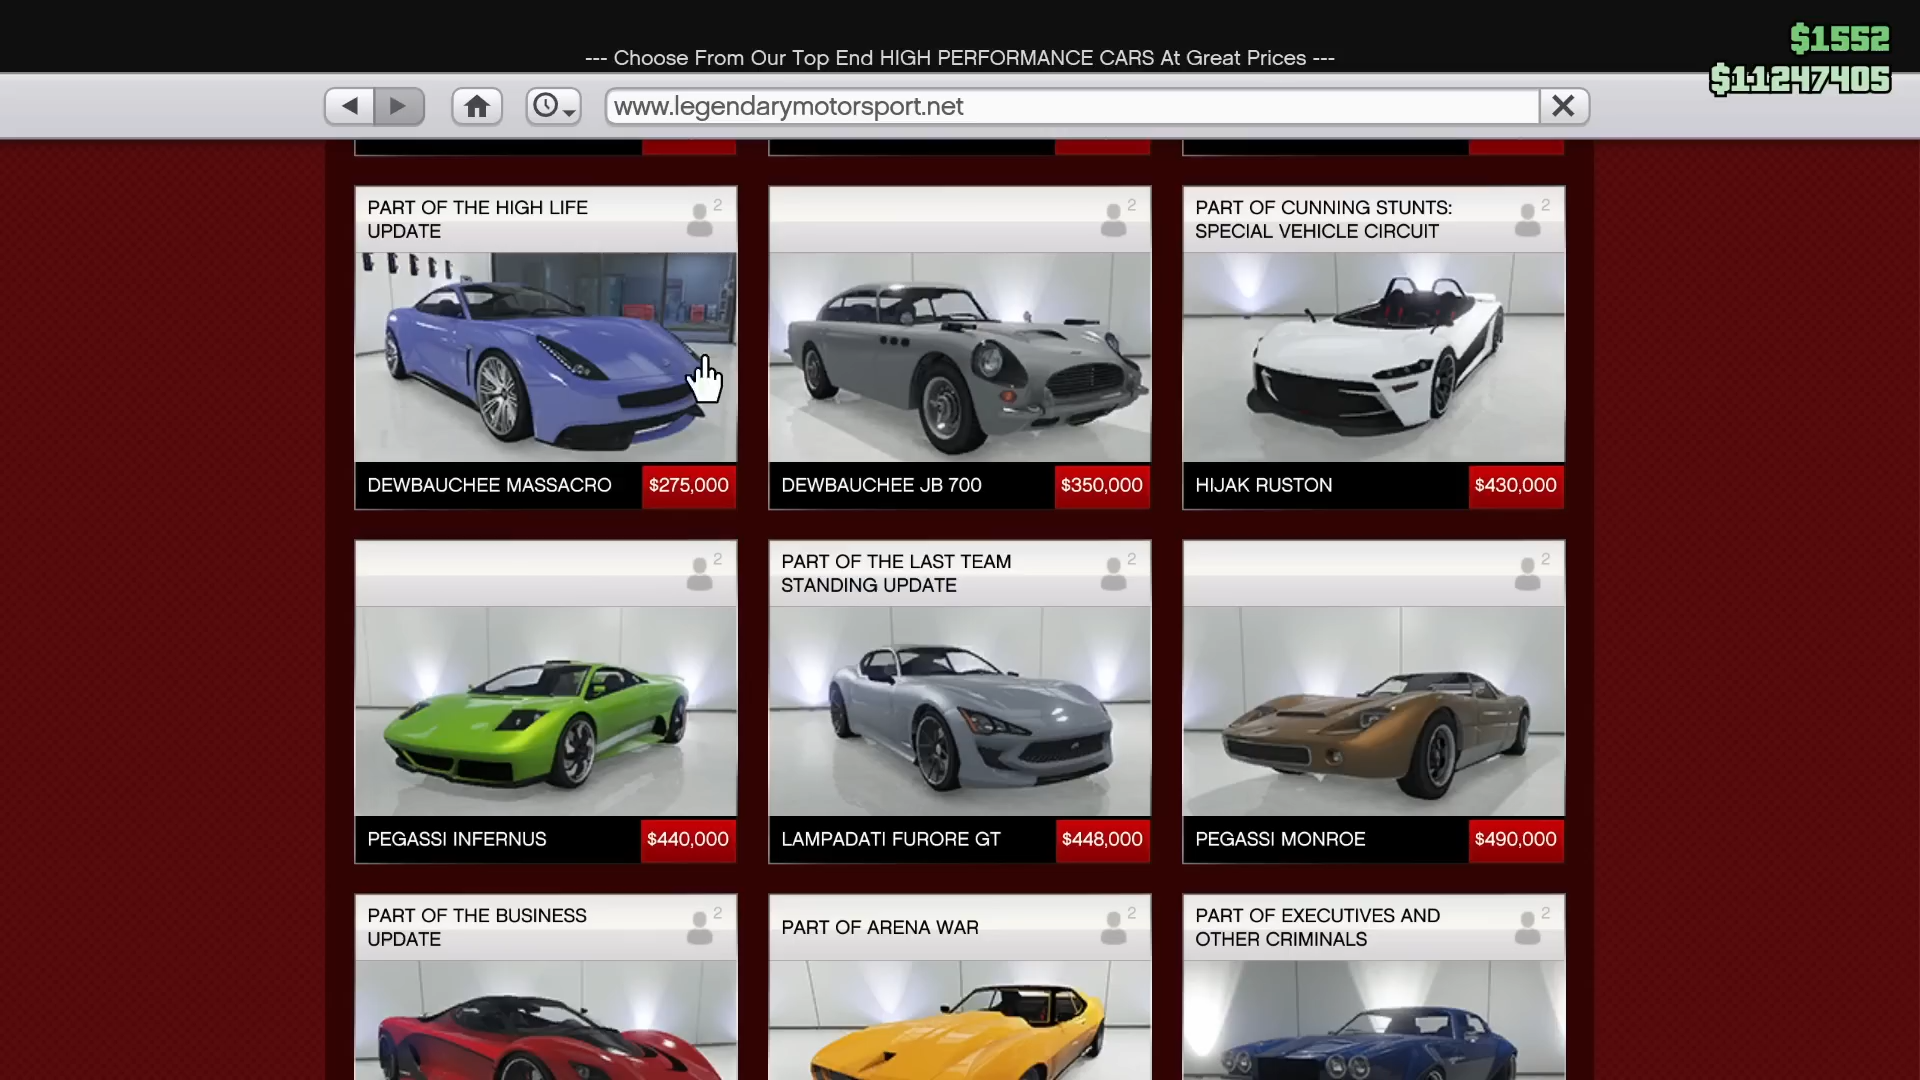 $1552
--- Choose From Our Top End HIGH PERFORMANCE CARS At Great Prices ---
$11247405
www.legendarymotorsport.net
PART OF THE HIGH LIFE
UPDATE
2
2
PART OF CUNNING STUNTS:
SPECIAL VEHICLE CIRCUIT
2
DEWBAUCHEE MASSACRO
$275,000
DEWBAUCHEE JB 700
$350,000
HIJAK RUSTON
$430,000
2
PART OF THE LAST TEAM
STANDING UPDATE
2
2
PEGASSI INFERNUS
$440,000
LAMPADATI FURORE GT
$448,000
PEGASSI MONROE
$490,000
PART OF THE BUSINESS
UPDATE
2
PART OF ARENA WAR
2
PART OF EXECUTIVES AND
OTHER CRIMINALS
2